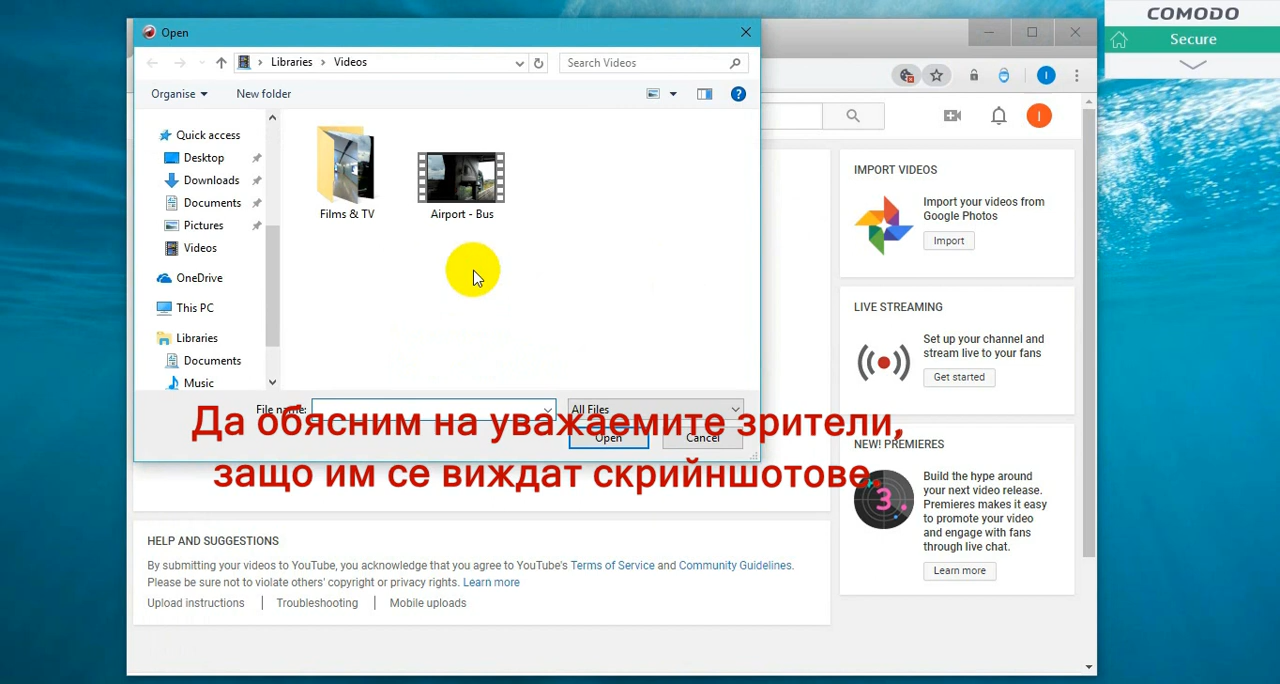 COMODO
Secure
Open
Libraries > Videos
Search Videos
Organise
New folder
Quick access
Desktop
Downloads
Documents
Pictures
Videos
OneDrive
This PC
Libraries
Documents
Music
Films & TV
Airport - Bus
File name:
All Files
Open
Cancel
Да обясним на уважаемите зрители,
защо им се виждат скрийншотове.
I
I
IMPORT VIDEOS
Import your videos from
Google Photos
Import
LIVE STREAMING
Set up your channel and
stream live to your fans
Get started
NEW! PREMIERES
3
Build the hype around
your next video release.
Premieres makes it easy
to promote your video
and engage with fans
through live chat.
Learn more
HELP AND SUGGESTIONS
By submitting your videos to YouTube, you acknowledge that you agree to YouTube's Terms of Service and Community Guidelines.
Please be sure not to violate others' copyright or privacy rights. Learn more
Upload instructions | Troubleshooting | Mobile uploads